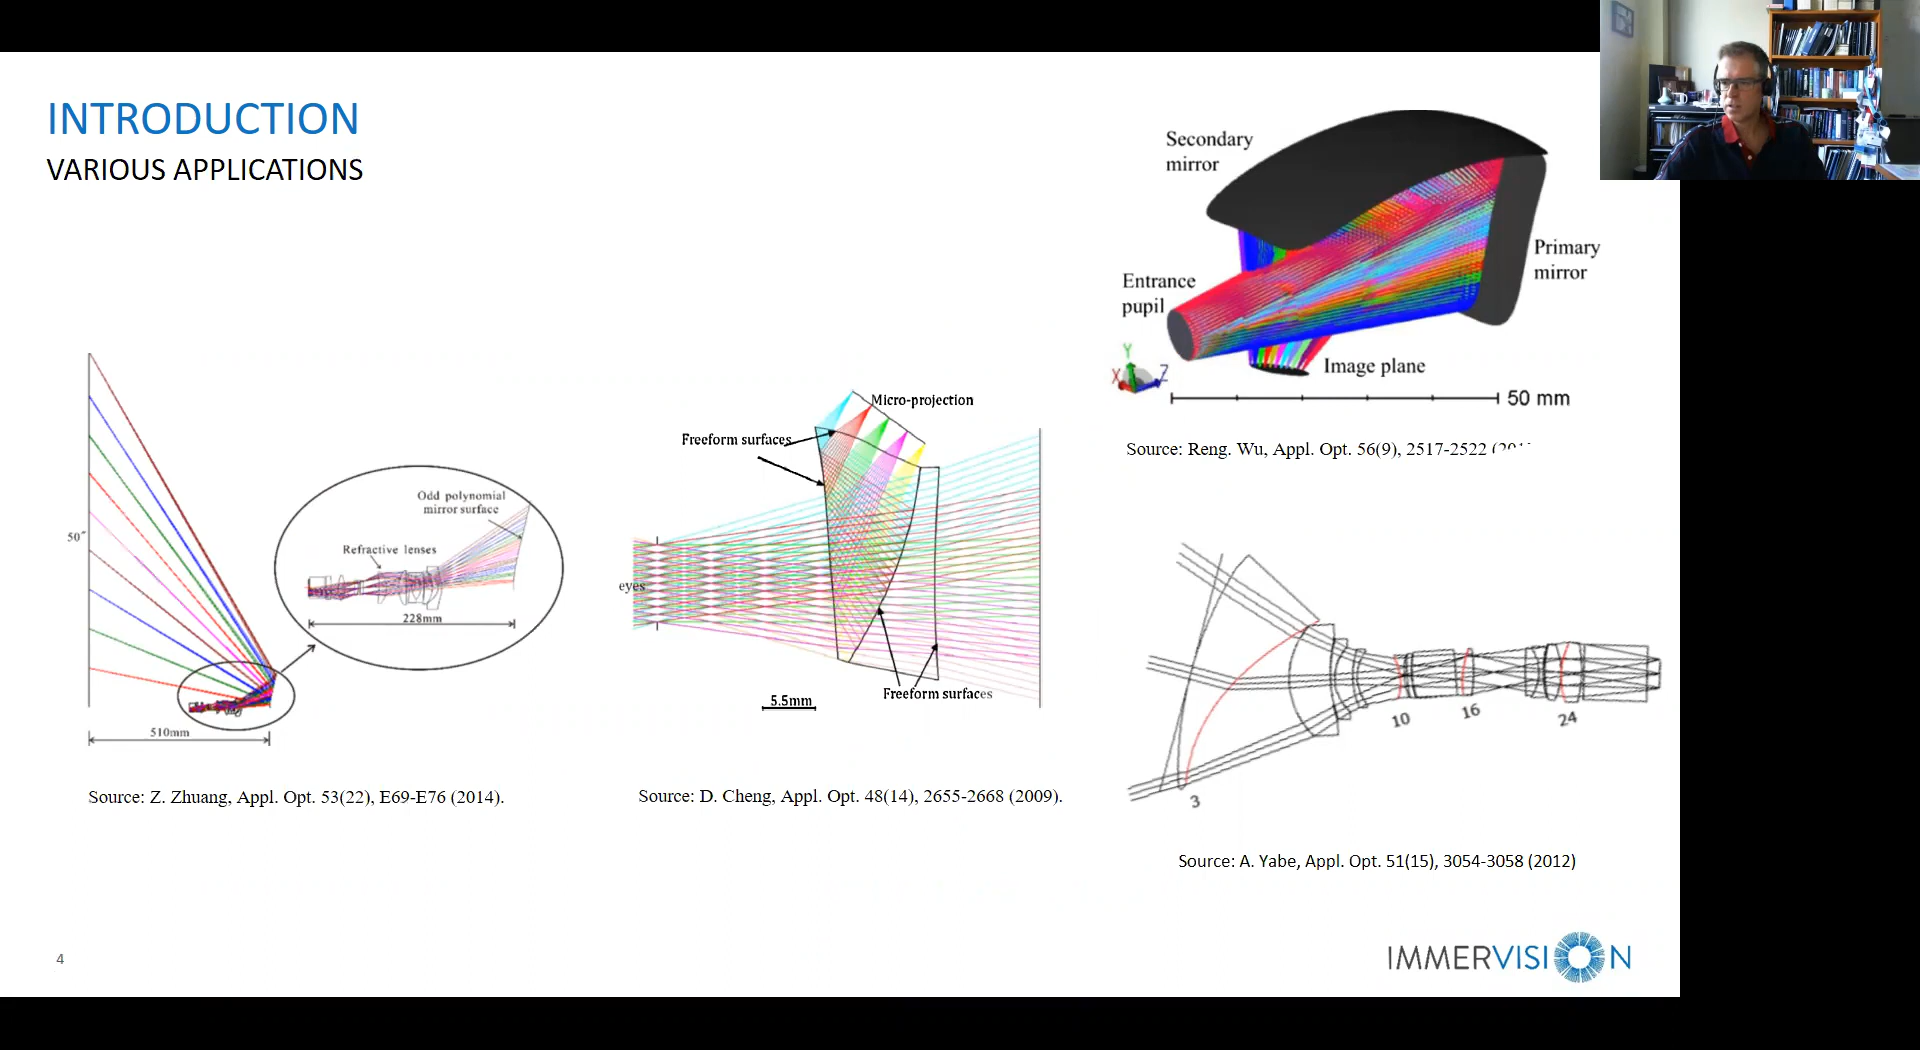 INTRODUCTION
VARIOUS APPLICATIONS
Secondary
mirror
Primary
mirror
Entrance
pupil
Y
X
Z
Image plane
50 mm
Source: Reng. Wu, Appl. Opt. 56(9), 2517-2522
50"
Odd polynomial
mirror surface
Refractive lenses
228mm
510mm
Source: Z. Zhuang, Appl. Opt. 53(22), E69-E76 (2014).
Micro-projection
Freeform surfaces
eyes
Freeform surfaces
5.5mm
Source: D. Cheng, Appl. Opt. 48(14), 2655-2668 (2009).
3
10
16
24
Source: A. Yabe, Appl. Opt. 51(15), 3054-3058 (2012)
4
IMMERVISION